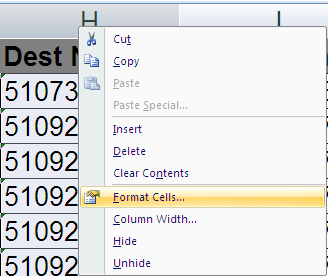 H I
Dest N
51073
51092
51092
51092
51092
51092
Cut
Copy
Paste
Paste Special...
Insert
Delete
Clear Contents
Format Cells...
Column Width...
Hide
Unhide